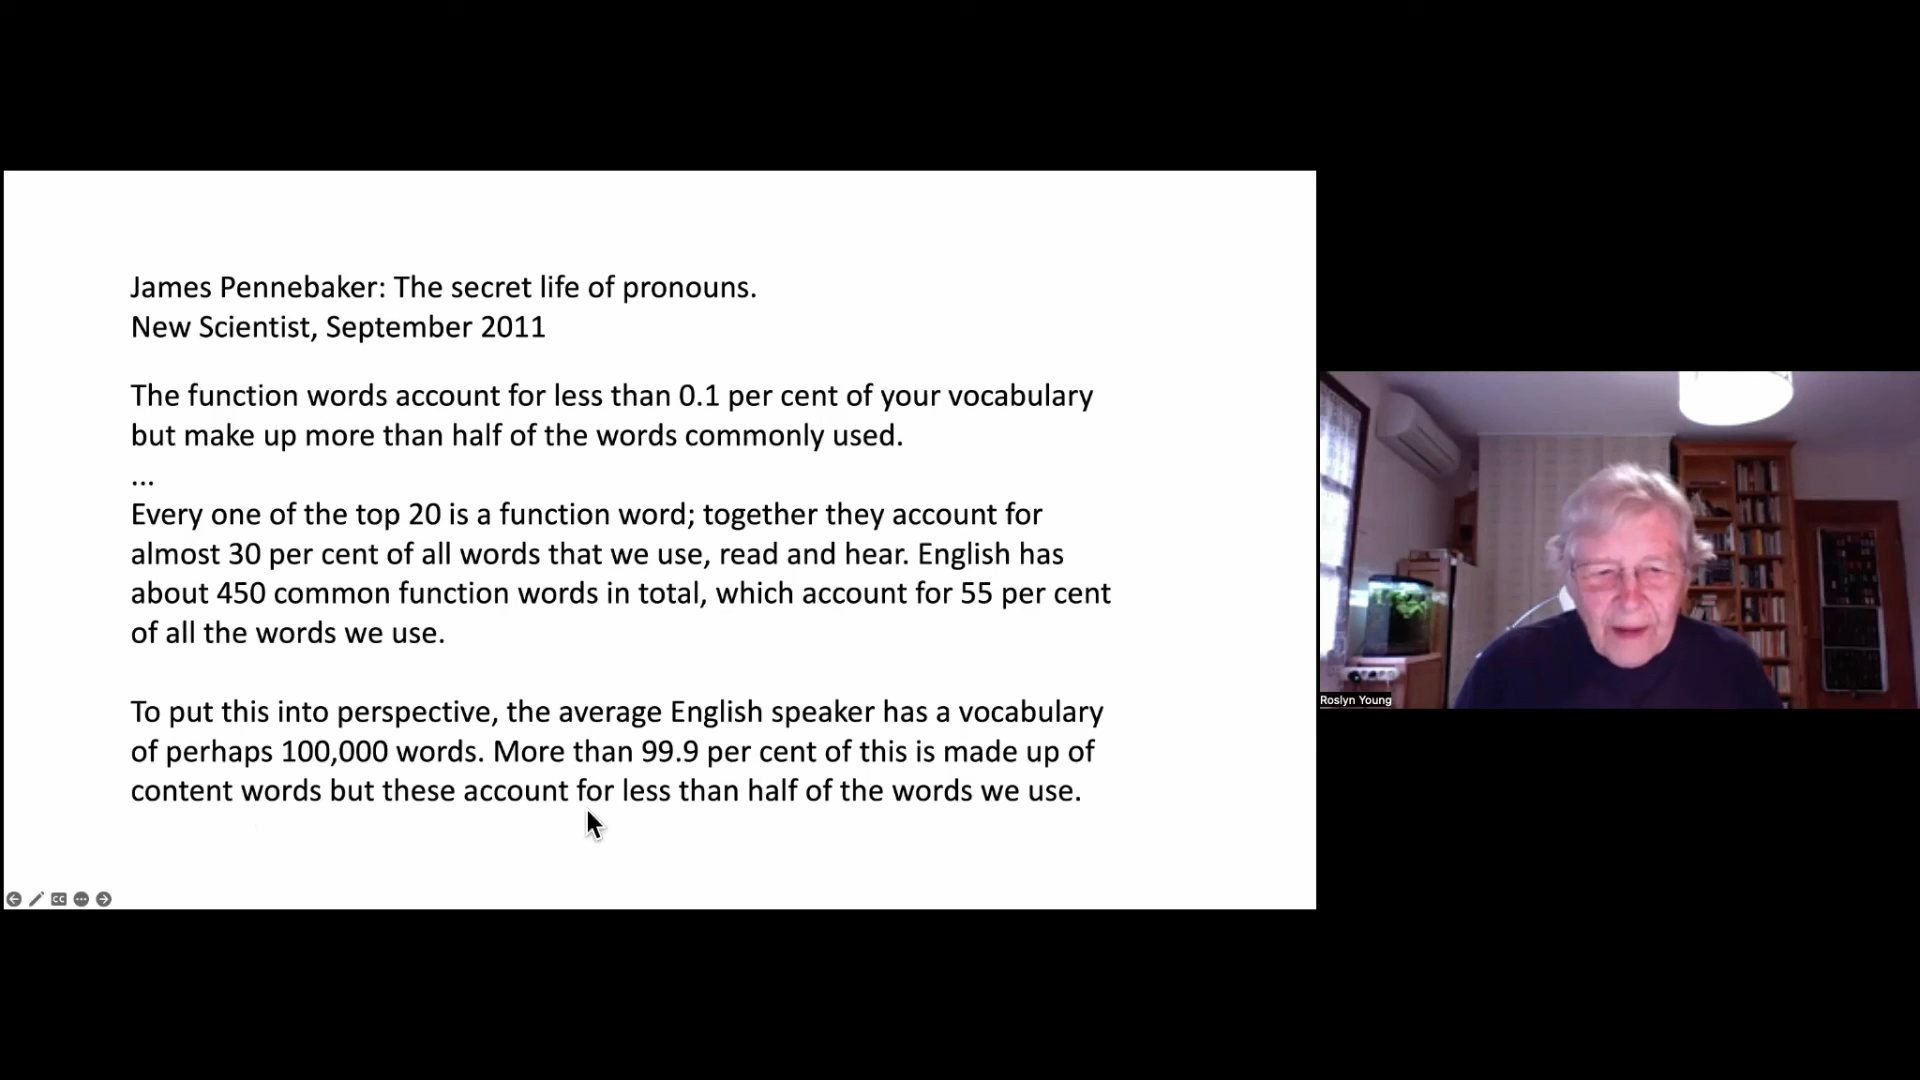 James Pennebaker: The secret life of pronouns.
New Scientist, September 2011
The function words account for less than 0.1 per cent of your vocabulary
but make up more than half of the words commonly used.
...
Every one of the top 20 is a function word; together they account for
almost 30 per cent of all words that we use, read and hear. English has
about 450 common function words in total, which account for 55 per cent
of all the words we use.
To put this into perspective, the average English speaker has a vocabulary
of perhaps 100,000 words. More than 99.9 per cent of this is made up of
content words but these account for less than half of the words we use.
CC
Roslyn Young